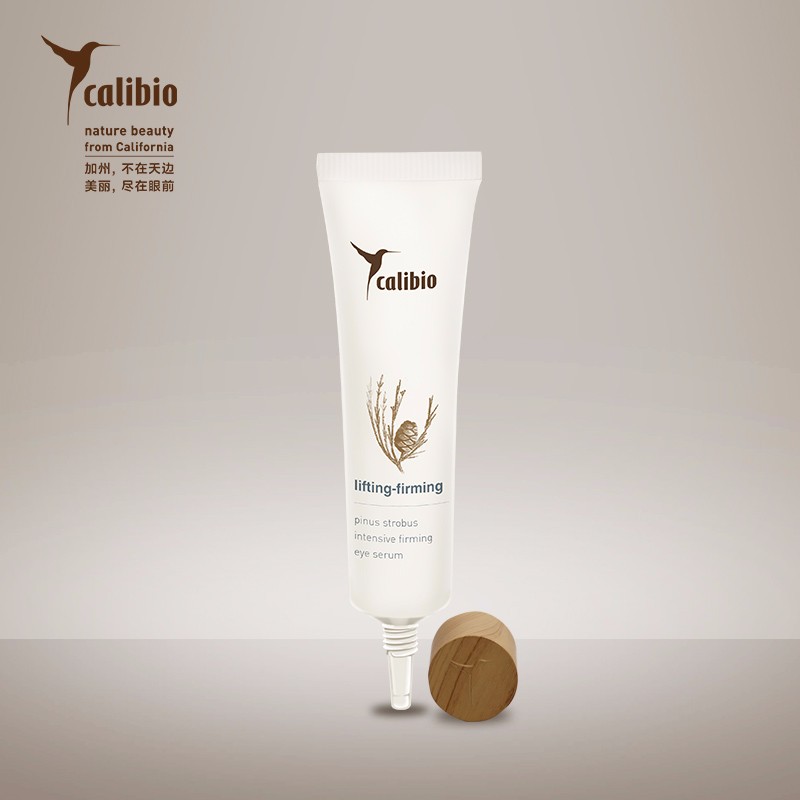 calibio
nature beauty
from California
加州，不在天边
美丽，尽在眼前
calibio
lifting-firming
pinus strobus
intensive firming
eye serum